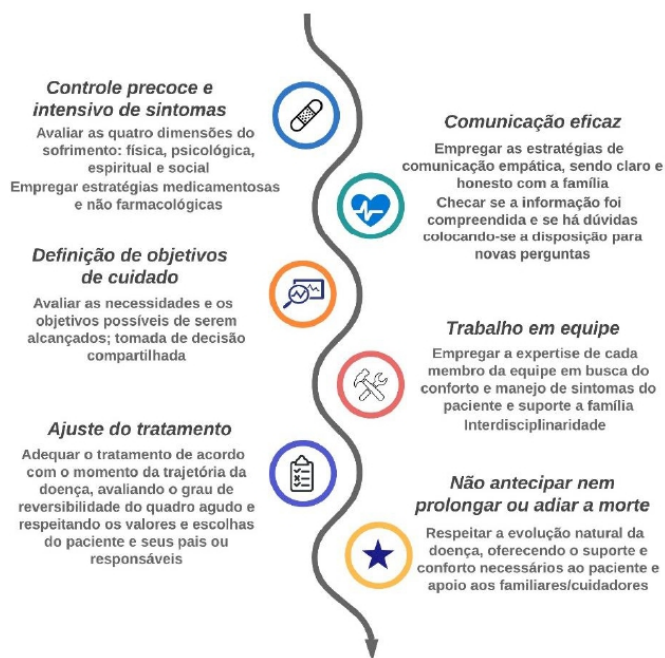 Controle precoce e
intensivo de sintomas
Avaliar as quatro dimensões do
sofrimento: física, psicológica,
espiritual e social
Empregar estratégias medicamentosas
e não farmacológicas
Comunicação eficaz
Empregar as estratégias de
comunicação empática, sendo claro e
honesto com a família
Checar se a informação foi
compreendida e se há dúvidas
colocando-se a disposição para
novas perguntas
Definição de objetivos
de cuidado
Avaliar as necessidades e os
objetivos possíveis de serem
alcançados; tomada de decisão
compartilhada
Trabalho em equipe
Empregar a expertise de cada
membro da equipe em busca do
conforto e manejo de sintomas do
paciente e suporte a família
Interdisciplinaridade
Ajuste do tratamento
Adequar o tratamento de acordo
com o momento da trajetória da
doença, avaliando o grau de
reversibilidade do quadro agudo e
respeitando os valores e escolhas
do paciente e seus pais ou
responsáveis
Não antecipar nem
prolongar ou adiar a morte
Respeitar a evolução natural da
doença, oferecendo o suporte e
conforto necessários ao paciente e
apoio aos familiares/cuidadores